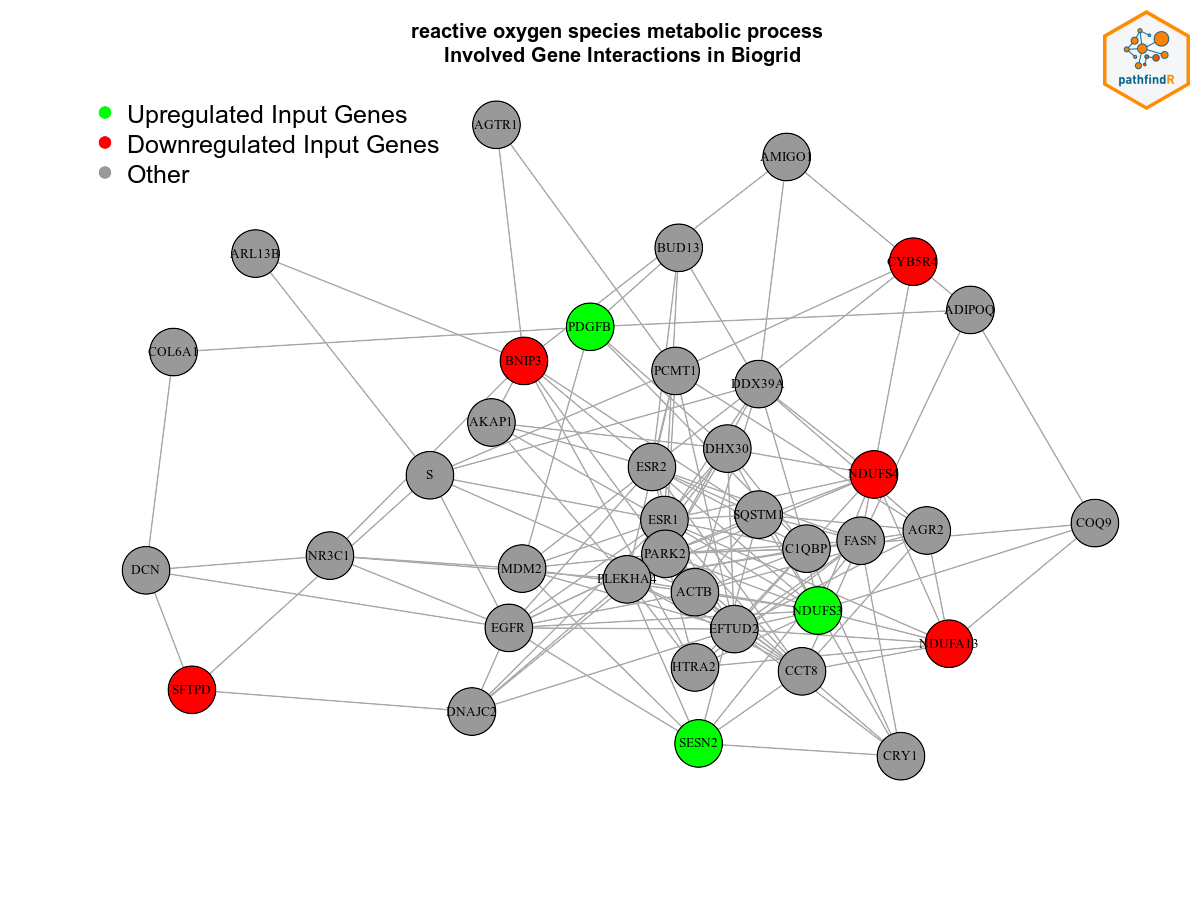 reactive oxygen species metabolic process
Involved Gene Interactions in Biogrid
pathfindR
Upregulated Input Genes
Downregulated Input Genes
Other
AGTR1
AMIGO1
BUD13
ARL13B
CYB5R4
ADIPOQ
PDGFB
COL6A1
BNIP3
PCMT1
DDX39A
AKAP1
DHX30
ESR2
S
NDUFS4
SQSTM1
ESR1
COQ9
AGR2
FASN
C1QBP
PARK2
NR3C1
MDM2
DCN
PLEKHA4
ACTB
NDUFS3
EGFR
EFTUD2
NDUFA13
HTRA2
CCT8
SFTPD
DNAJC2
SESN2
CRY1